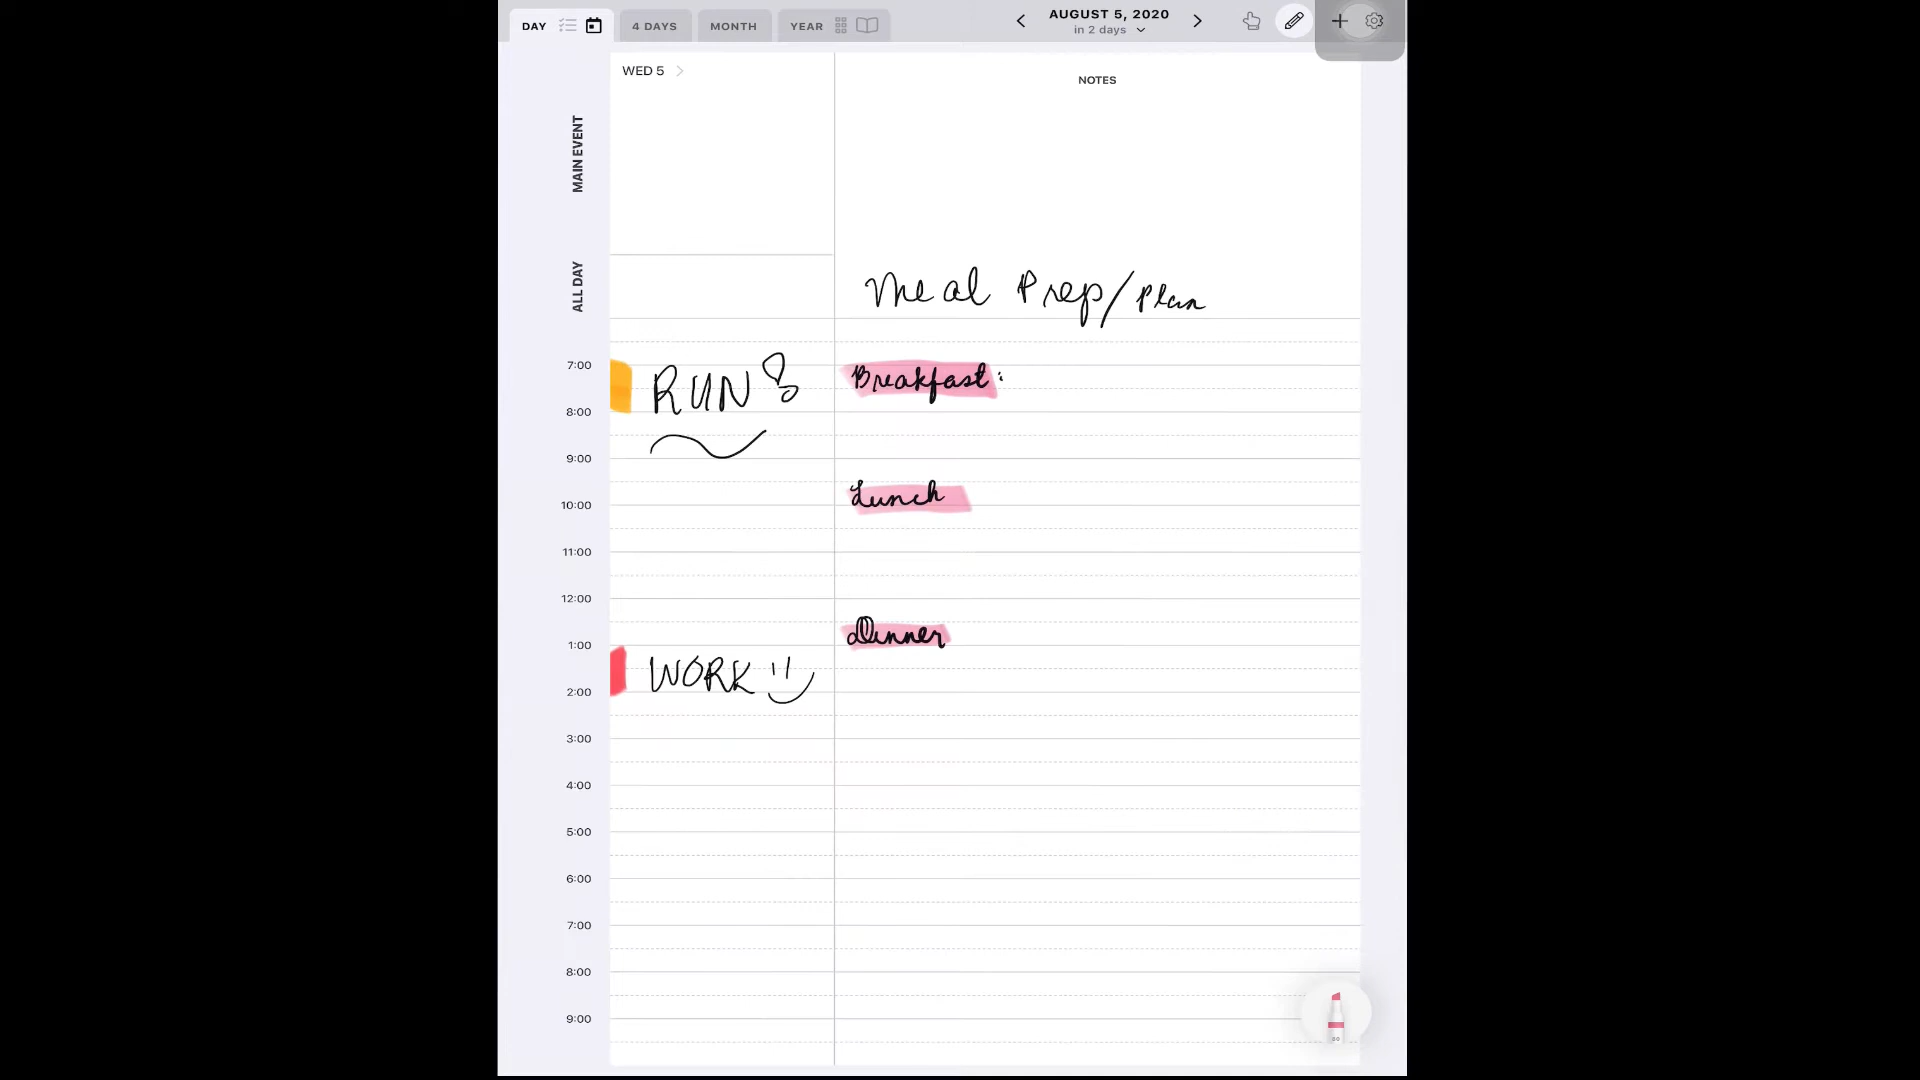 DAY 4 DAYS MONTH YEAR AUGUST 5, 2020
in 2 days
WED 5
NOTES
MAIN EVENT
ALL DAY
Meal Prep/Plan
7:00
RUN!
Breakfast:
8:00
9:00
Lunch
10:00
11:00
12:00
Dinner
1:00
WORK
2:00
3:00
4:00
5:00
6:00
7:00
8:00
9:00